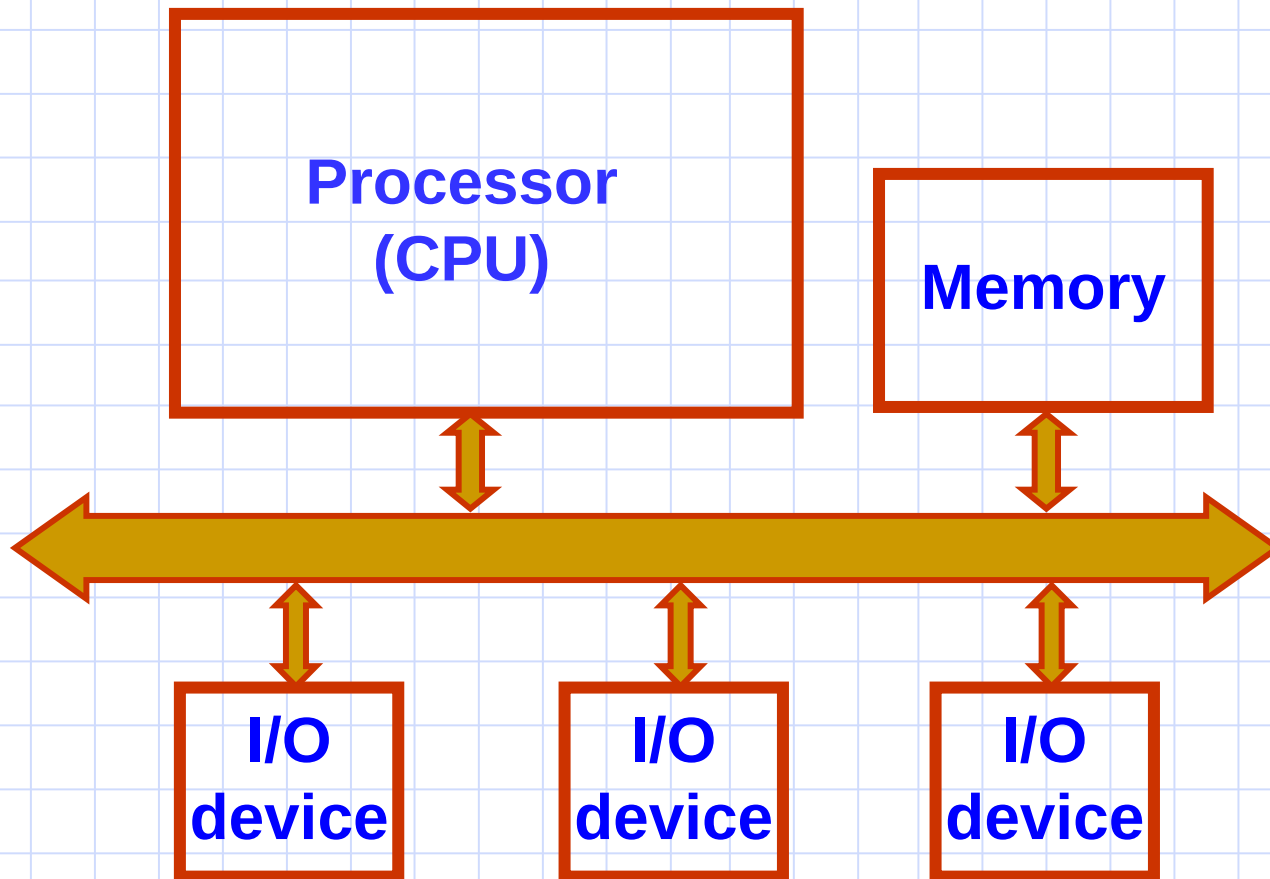 Processor
(CPU)
Memory
I/O
device
I/O
device
I/O
device